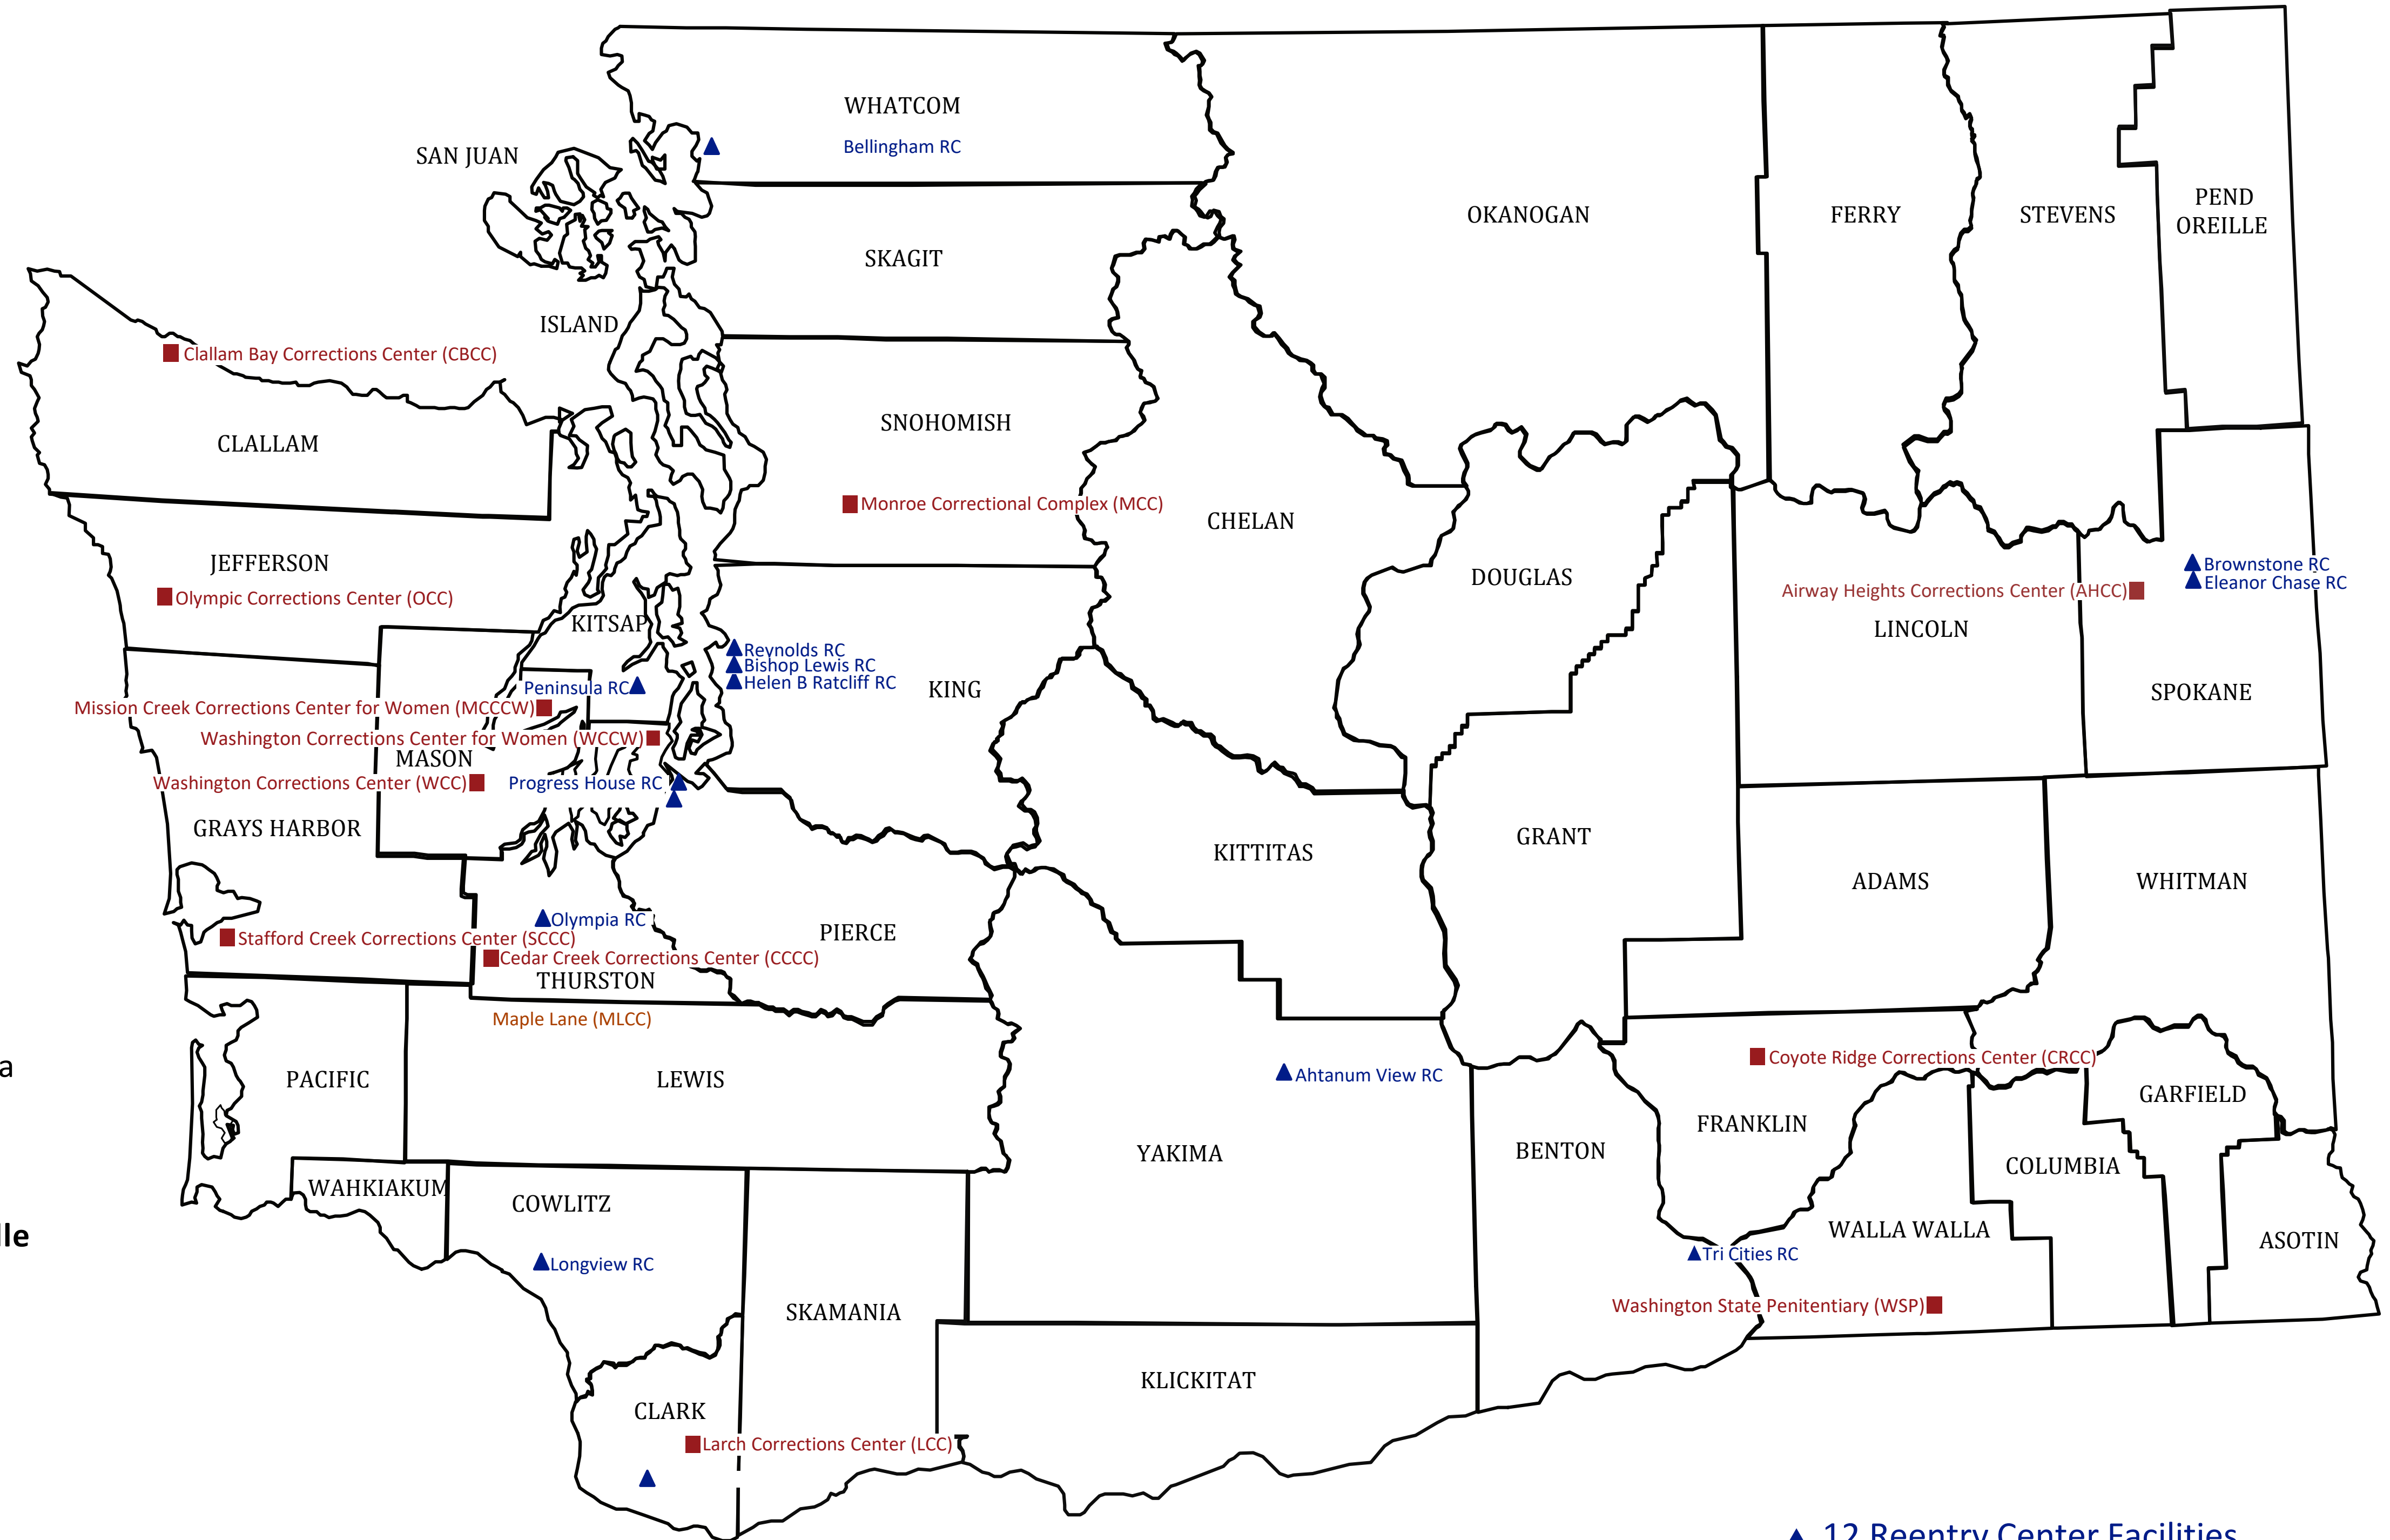 WHATCOM
Bellingham RC
SAN JUAN
SKAGIT
ISLAND
OKANOGAN
FERRY
STEVENS
PEND
OREILLE
Clallam Bay Corrections Center (CBCC)
CLALLAM
SNOHOMISH
Monroe Correctional Complex (MCC)
CHELAN
JEFFERSON
Olympic Corrections Center (OCC)
KITSAP
DOUGLAS
Brownstone RC
Eleanor Chase RC
Airway Heights Corrections Center (AHCC)
LINCOLN
SPOKANE
Reynolds RC
Bishop Lewis RC
Helen B Ratcliff RC
KING
Peninsula RC
Mission Creek Corrections Center for Women (MCCCW)
Washington Corrections Center for Women (WCCW)
MASON
Washington Corrections Center (WCC)
Progress House RC
GRAYS HARBOR
KITTITAS
GRANT
ADAMS
WHITMAN
Olympia RC
PIERCE
Stafford Creek Corrections Center (SCCC)
Cedar Creek Corrections Center (CCCC)
THURSTON
Maple Lane (MLCC)
a
PACIFIC
LEWIS
Ahtanum View RC
Coyote Ridge Corrections Center (CRCC)
GARFIELD
FRANKLIN
YAKIMA
BENTON
COLUMBIA
WAHKIAKUM
COWLITZ
lle
WALLA WALLA
ASOTIN
Longview RC
Tri Cities RC
SKAMANIA
Washington State Penitentiary (WSP)
KLICKITAT
CLARK
Larch Corrections Center (LCC)
12 Reentry Center Facilities